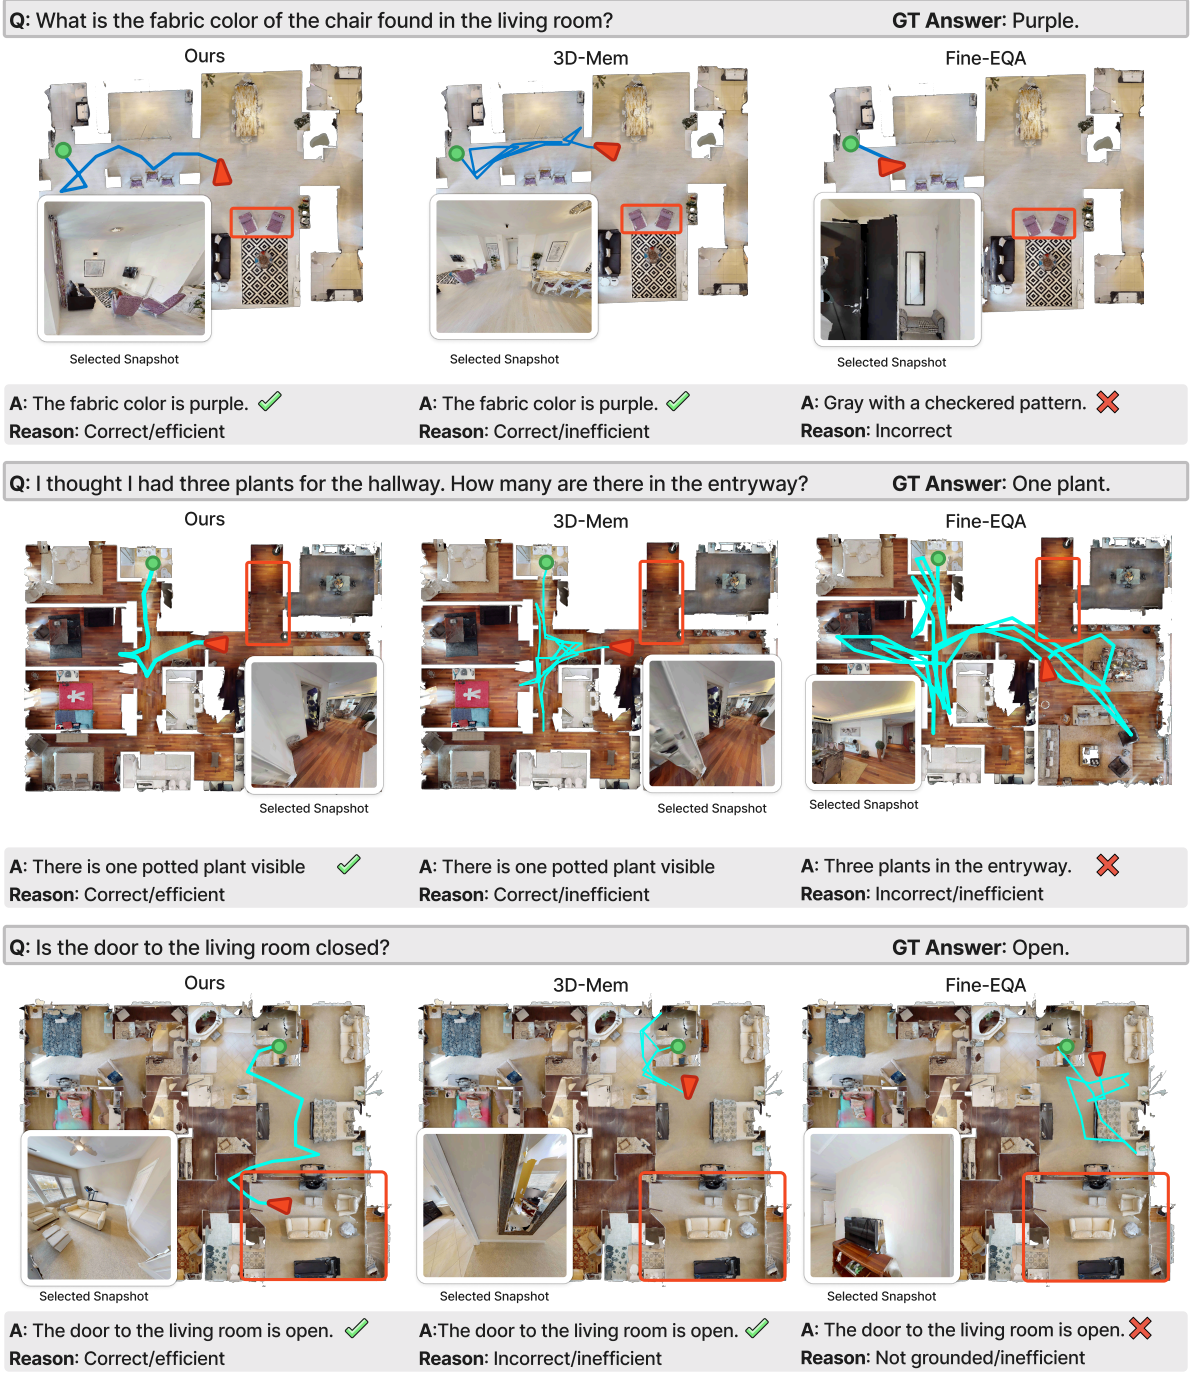 Q: What is the fabric color of the chair found in the living room? GT Answer: Purple.
Ours 3D-Mem Fine-EQA
Selected Snapshot Selected Snapshot Selected Snapshot
A: The fabric color is purple. A: The fabric color is purple. A: Gray with a checkered pattern.
Reason: Correct/efficient Reason: Correct/inefficient Reason: Incorrect
Q: I thought I had three plants for the hallway. How many are there in the entryway? GT Answer: One plant.
Ours 3D-Mem Fine-EQA
Selected Snapshot Selected Snapshot Selected Snapshot
A: There is one potted plant visible A: There is one potted plant visible A: Three plants in the entryway.
Reason: Correct/efficient Reason: Correct/inefficient Reason: Incorrect/inefficient
Q: Is the door to the living room closed? GT Answer: Open.
Ours 3D-Mem Fine-EQA
Selected Snapshot Selected Snapshot Selected Snapshot
A: The door to the living room is open. A:The door to the living room is open. A: The door to the living room is open.
Reason: Correct/efficient Reason: Incorrect/inefficient Reason: Not grounded/inefficient